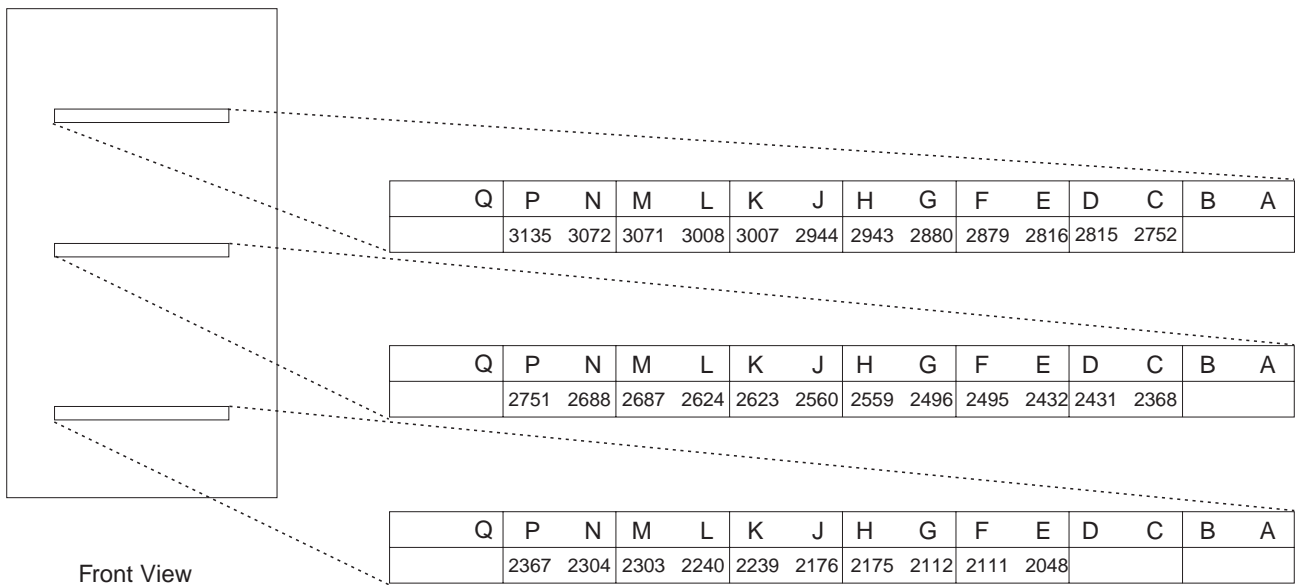 Q P N M L K J H G F E D C B A
3135 3072 3071 3008 3007 2944 2943 2880 2879 2816 2815 2752
Q P N M L K J H G F E D C B A
2751 2688 2687 2624 2623 2560 2559 2496 2495 2432 2431 2368
Q P N M L K J H G F E D C B A
2367 2304 2303 2240 2239 2176 2175 2112 2111 2048
Front View